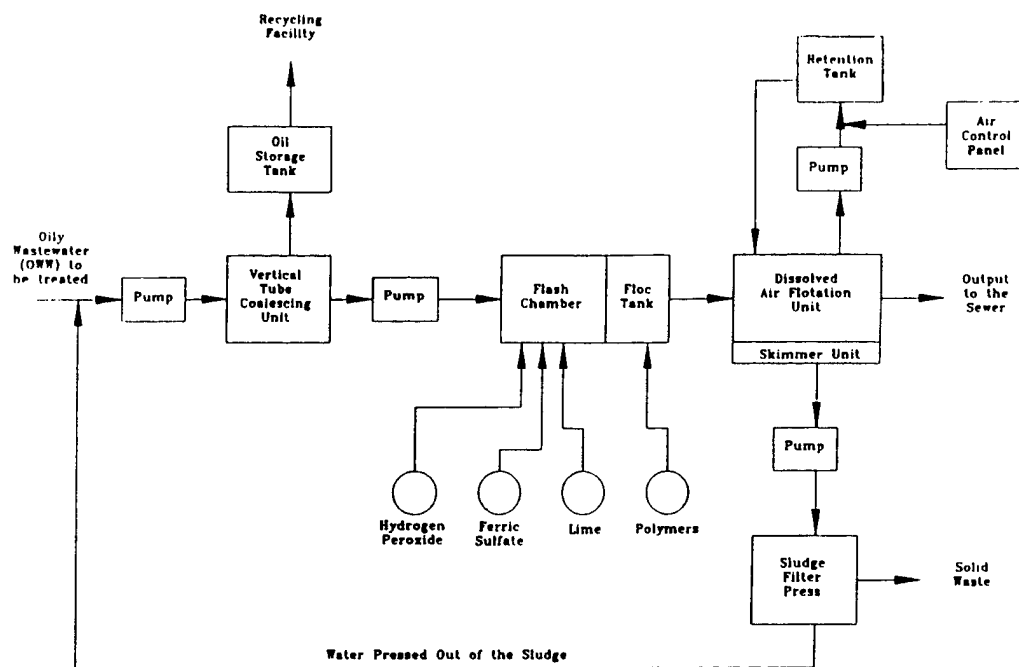 Recycling
Facility
Retention
Tank
Oil
Storage
Tank
Air
Control
Panel
Pump
Oily
Wastewater
(OWW) to
be treated
Pump
Vertical
Tube
Coalescing
Unit
Pump
Flash
Chamber
Floc
Tank
Dissolved
Air Flotation
Unit
Skimmer Unit
Output
to the
Sewer
Pump
Hydrogen
Peroxide
Ferric
Sulfate
Lime
Polymers
Sludge
Filter
Press
Solid
Waste
Water Pressed Out of the Sludge